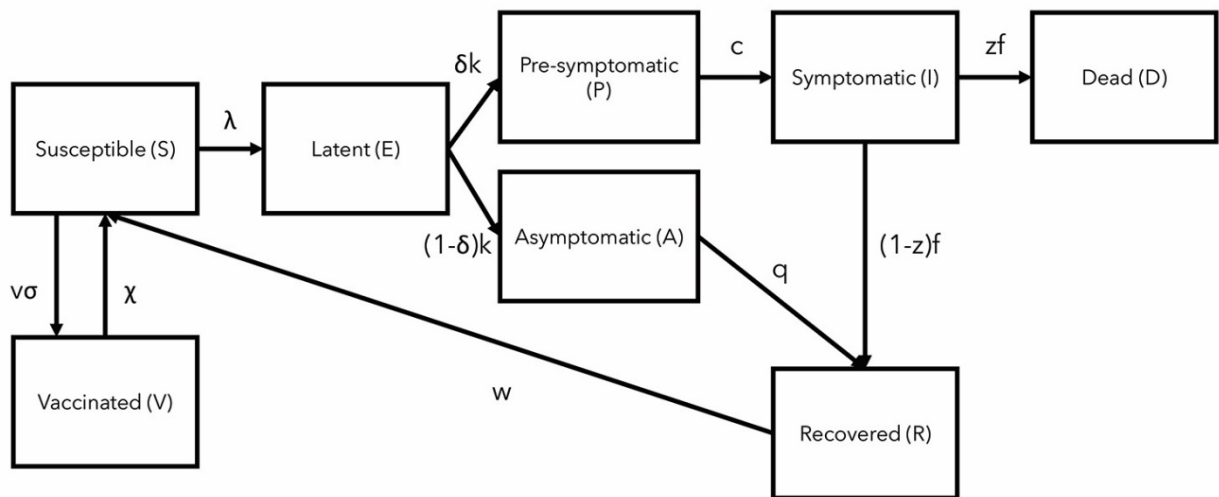 δk
Pre-symptomatic
(P)
c
Symptomatic (I)
zf
Dead (D)
Susceptible (S)
λ
Latent (E)
(1-δ)k
Asymptomatic (A)
q
(1-z)f
vσ
χ
Vaccinated (V)
w
Recovered (R)